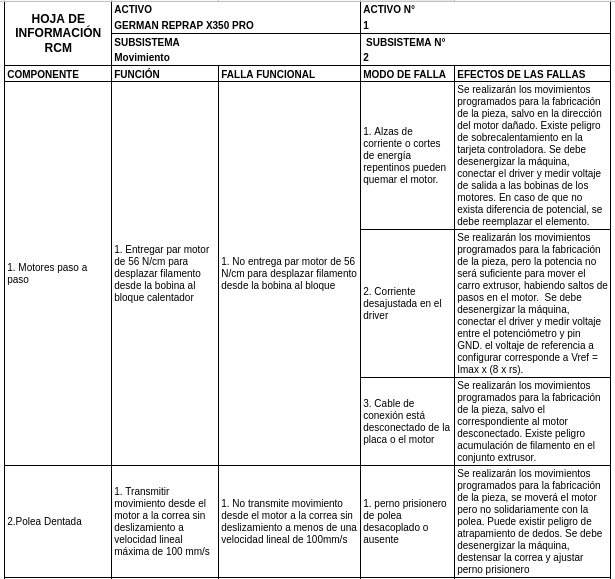 HOJA DE
INFORMACIÓN
RCM
ACTIVO
GERMAN REPRAP X350 PRO
ACTIVO N°
1
SUBSISTEMA
Movimiento
SUBSISTEMA N°
2
COMPONENTE
FUNCIÓN
FALLA FUNCIONAL
MODO DE FALLA
EFECTOS DE LAS FALLAS
1. Motores paso a
paso
1. Entregar par motor
de 56 N/cm para
desplazar filamento
desde la bobina al
bloque calentador
1. No entrega par motor de 56
N/cm para desplazar filamento
desde la bobina al bloque
1. Alzas de
corriente o cortes
de energía
repentinos pueden
quemar el motor.
Se realizarán los movimientos
programados para la fabricación
de la pieza, salvo en la dirección
del motor dañado. Existe peligro
de sobrecalentamiento en la
tarjeta controladora. Se debe
desenergizar la máquina,
conectar el driver y medir voltaje
de salida a las bobinas de los
motores. En caso de que no
exista diferencia de potencial, se
debe reemplazar el elemento.
2. Corriente
desajustada en el
driver
Se realizarán los movimientos
programados para la fabricación
de la pieza, pero la potencia no
será suficiente para mover el
carro extrusor, habiendo saltos de
pasos en el motor.  Se debe
desenergizar la máquina,
conectar el driver y medir voltaje
entre el potenciómetro y pin
GND. el voltaje de referencia a
configurar corresponde a Vref =
Imax x (8 x rs).
3. Cable de
conexión está
desconectado de la
placa o el motor
Se realizarán los movimientos
programados para la fabricación
de la pieza, salvo el
correspondiente al motor
desconectado. Existe peligro
acumulación de filamento en el
conjunto extrusor.
2.Polea Dentada
1. Transmitir
movimiento desde el
motor a la correa sin
deslizamiento a
velocidad lineal
máxima de 100 mm/s
1. No transmite movimiento
desde el motor a la correa sin
deslizamiento a menos de una
velocidad lineal de 100mm/s
1. perno prisionero
de polea
desacoplado o
ausente
Se realizarán los movimientos
programados para la fabricación
de la pieza, se moverá el motor
pero no solidariamente con la
polea. Puede existir peligro de
atrapamiento de dedos. Se debe
desenergizar la máquina,
destensar la correa y ajustar
perno prisionero